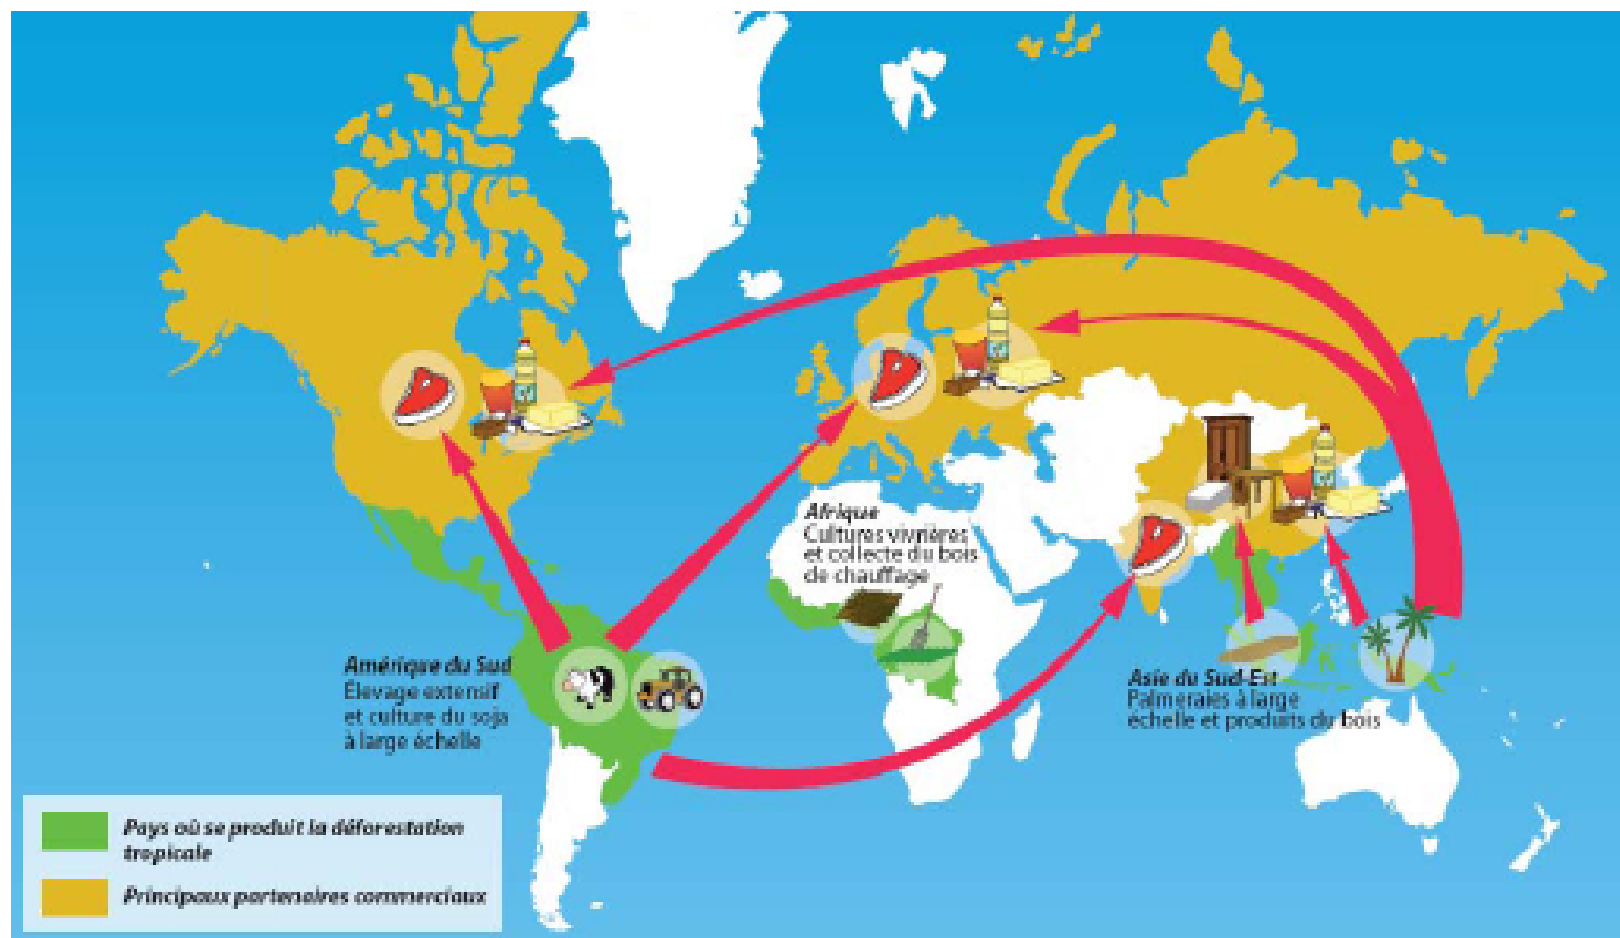 Afrique
Cultures vivrières
et collecte du bois
de chauffage
Amérique du Sud
Élevage extensif
et culture du soja
à large échelle
Asie du Sud-Est
Palmeraies à large
échelle et produits du bois
Pays où se produit la déforestation
tropicale
Principaux partenaires commerciaux